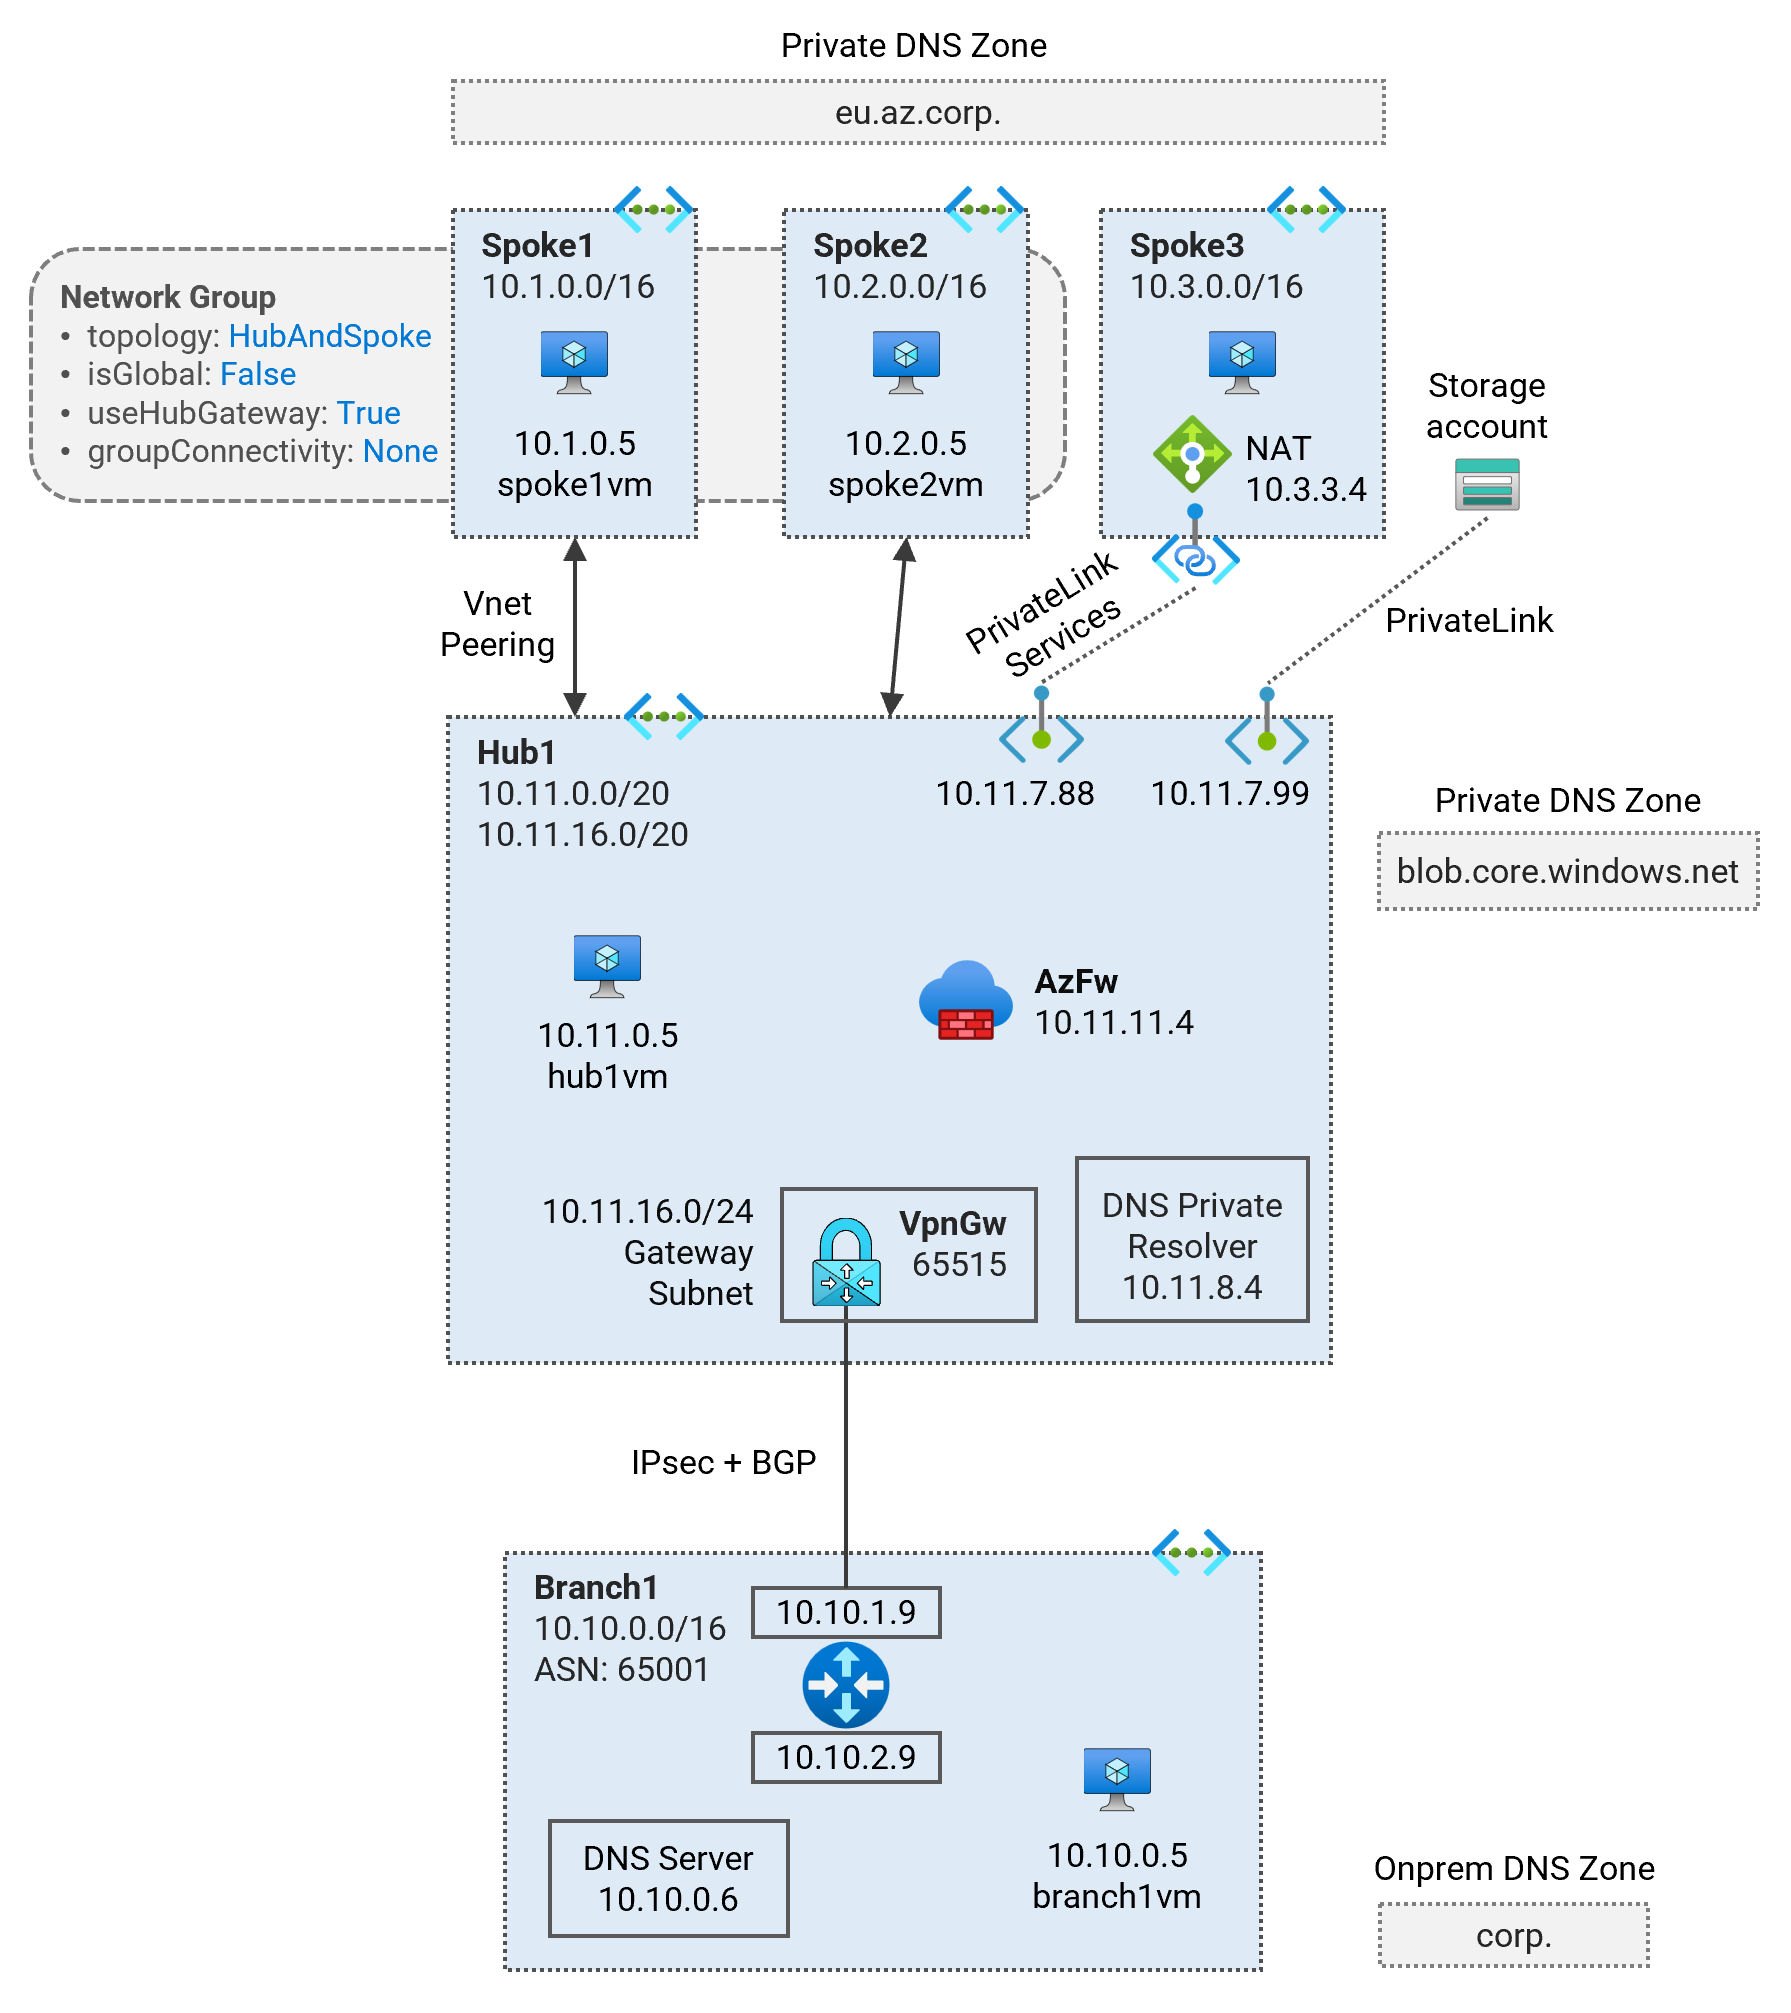 Private DNS Zone
eu.az.corp.
Network Group
• topology: HubAndSpoke
• isGlobal: False
• useHubGateway: True
• groupConnectivity: None
Spoke1
10.1.0.0/16
10.1.0.5
spoke1vm
Spoke2
10.2.0.0/16
10.2.0.5
spoke2vm
Spoke3
10.3.0.0/16
NAT
10.3.3.4
Storage
account
Vnet
Peering
PrivateLink
Services
PrivateLink
Hub1
10.11.0.0/20
10.11.16.0/20
10.11.7.88
10.11.7.99
Private DNS Zone
blob.core.windows.net
10.11.0.5
hub1vm
AzFw
10.11.11.4
10.11.16.0/24
Gateway
Subnet
VpnGw
65515
DNS Private
Resolver
10.11.8.4
IPsec + BGP
Branch1
10.10.0.0/16
ASN: 65001
10.10.1.9
10.10.2.9
DNS Server
10.10.0.6
10.10.0.5
branch1vm
Onprem DNS Zone
corp.